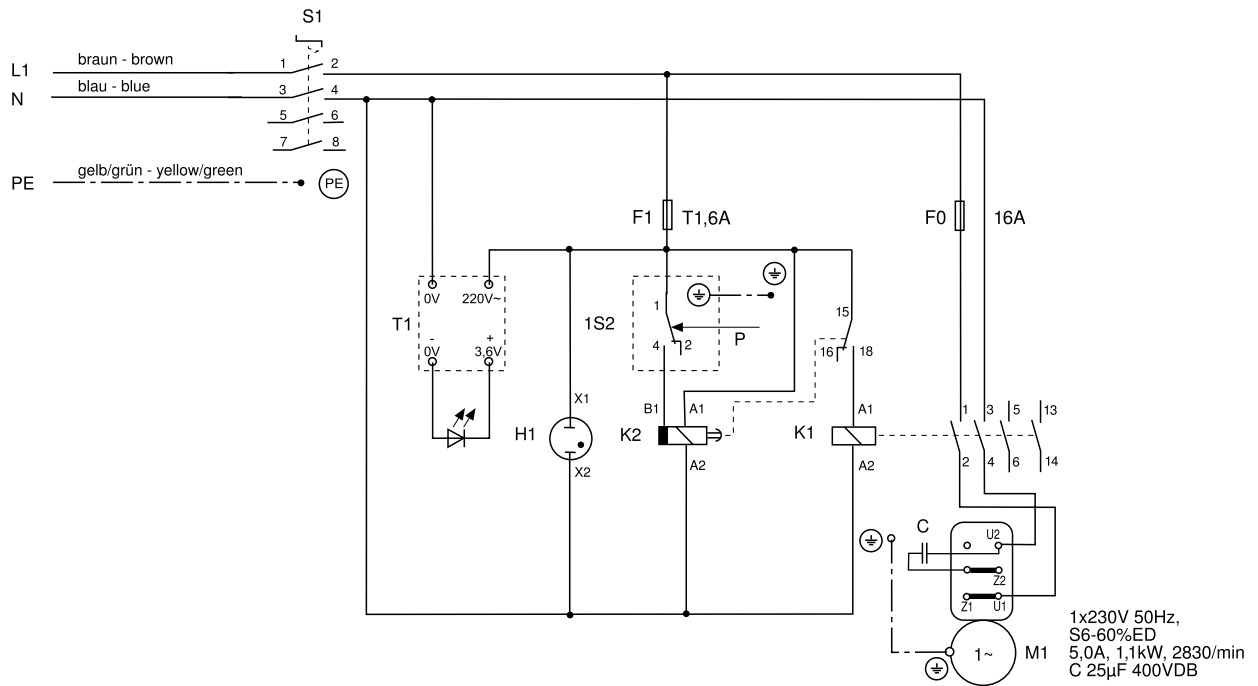 S1
L1 braun - brown 1 2
N blau - blue 3 4
5 6
7 8
PE gelb/grün - yellow/green PE
F1 T1,6A
F0 16A
0V 220V~
T1
- +
0V 3,6V
1S2
1
4 2
P
15
16 18
X1
H1
X2
B1 A1
K2
A2
K1
A1
A2
1 3 5 13
2 4 6 14
C
U2
Z2
Z1 U1
1~
M1
1x230V 50Hz,
S6-60%ED
5,0A, 1,1kW, 2830/min
C 25µF 400VDB